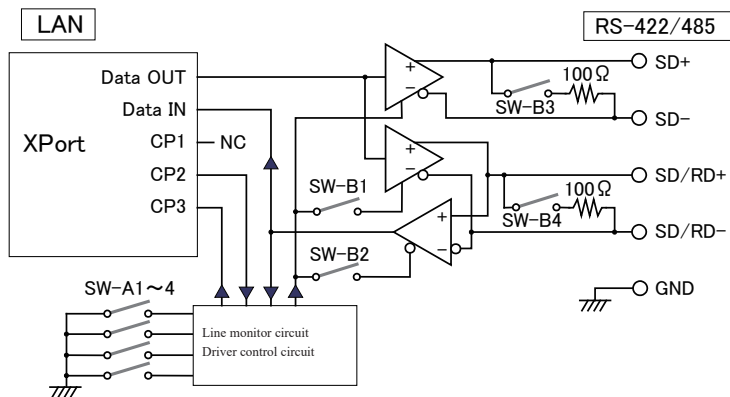 LAN
RS-422/485
XPort
Data OUT
Data IN
CP1
NC
CP2
CP3
+
−
SW-B3
100Ω
SD+
SD-
+
−
SW-B1
SW-B2
+
−
SW-B4
100Ω
SD/RD+
SD/RD-
GND
SW-A1～4
Line monitor circuit
Driver control circuit